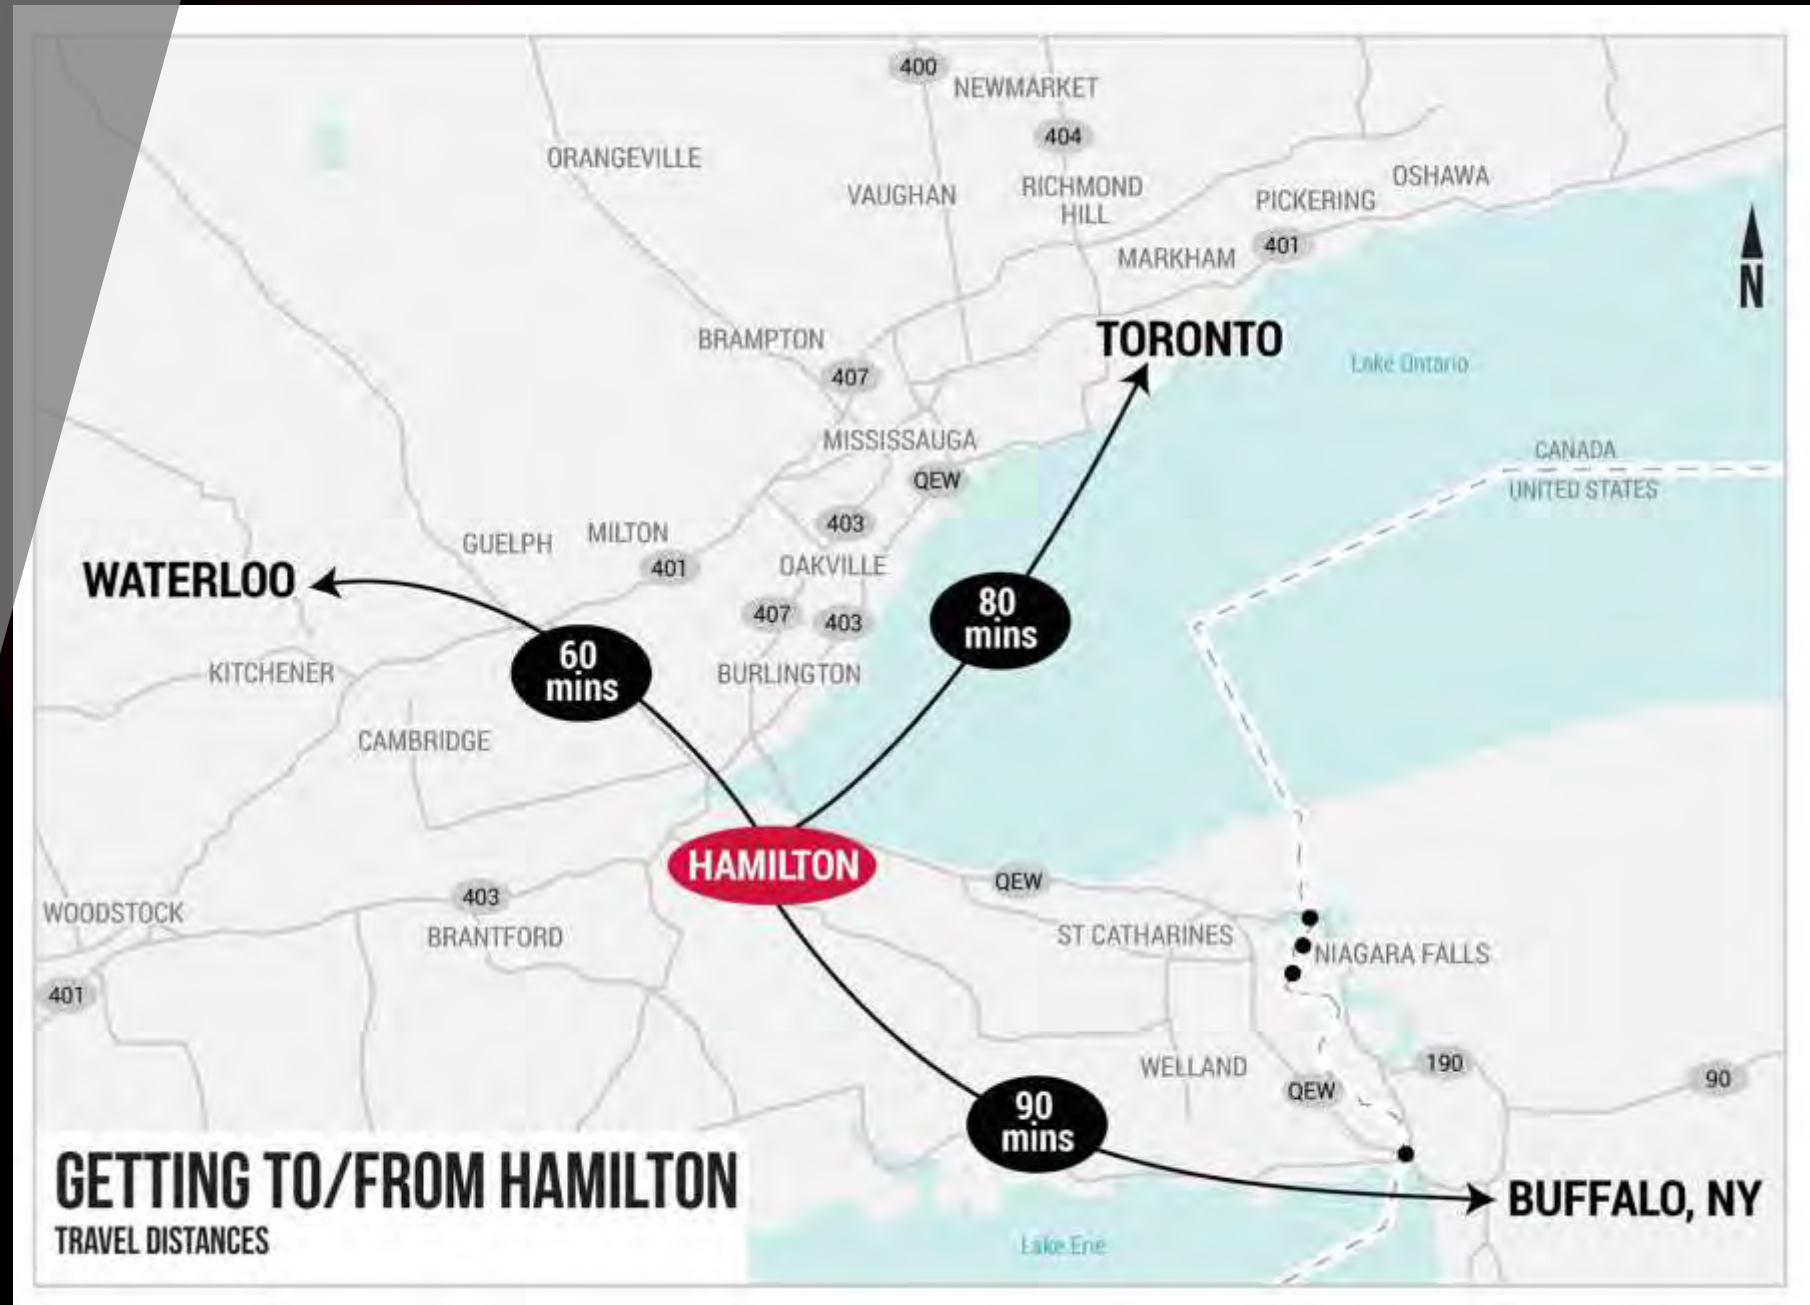 400
NEWMARKET
404
ORANGEVILLE
VAUGHAN
RICHMOND
HILL
PICKERING
OSHAWA
MARKHAM
401
N
BRAMPTON
407
TORONTO
Lake Ontario
MISSISSAUGA
QEW
CANADA
UNITED STATES
403
GUELPH
MILTON
401
OAKVILLE
WATERLOO
407
403
80
mins
60
mins
KITCHENER
BURLINGTON
CAMBRIDGE
HAMILTON
QEW
403
WOODSTOCK
BRANTFORD
ST CATHARINES
NIAGARA FALLS
401
WELLAND
190
QEW
90
90
mins
GETTING TO/FROM HAMILTON
TRAVEL DISTANCES
BUFFALO, NY
Lake Erie